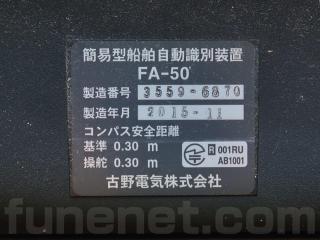 簡易型船舶自動識別装置
FA-50
製造番号 3559-6870
製造年月 2015-11
コンパス安全距離
基準 0.30 m
操舵 0.30 m
R 001RU
AB1001
古野電気株式会社
funenet.com